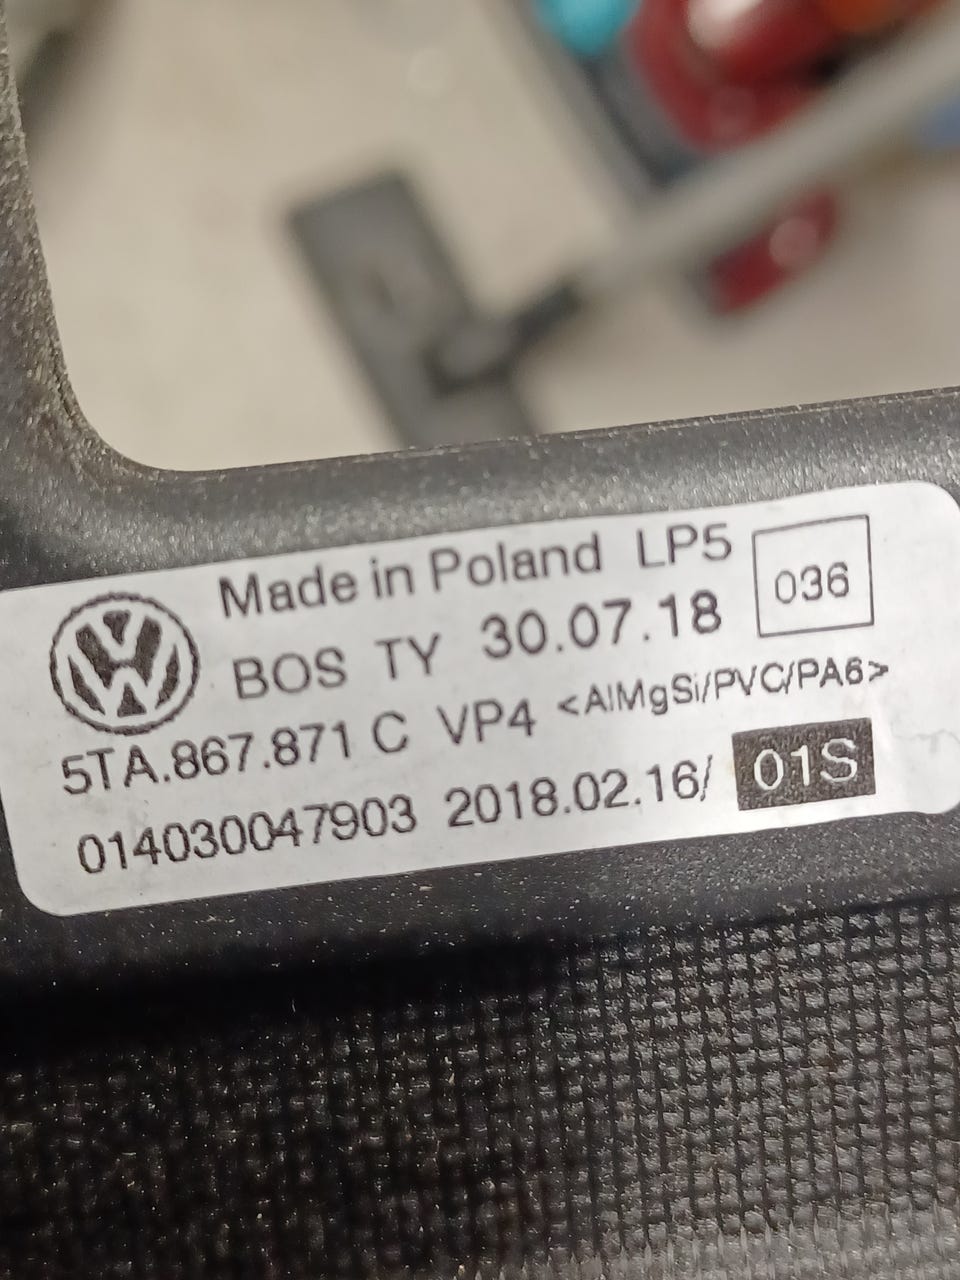 Made in Poland LP5 036
BOS TY 30.07.18
5TA.867.871 C VP4 <AlMgSi/PVC/PA6>
014030047903 2018.02.16/ 01S